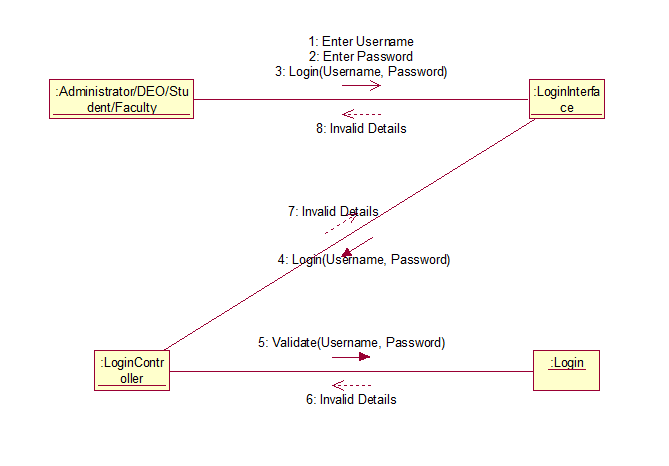 1: Enter Username
2: Enter Password
3: Login(Username, Password)
:Administrator/DEO/Stu
dent/Faculty
:LoginInterfa
ce
8: Invalid Details
7: Invalid Details
4: Login(Username, Password)
5: Validate(Username, Password)
:LoginContr
oller
:Login
6: Invalid Details